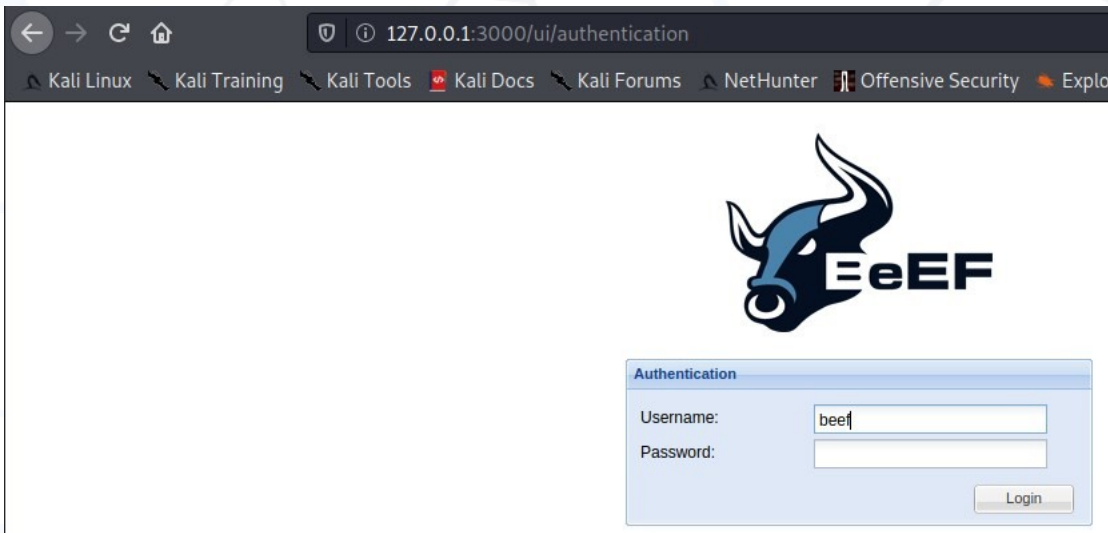 127.0.0.1:3000/ui/authentication
Kali Linux Kali Training Kali Tools Kali Docs Kali Forums NetHunter Offensive Security Explo
BeEF
Authentication
Username: beef
Password:
Login